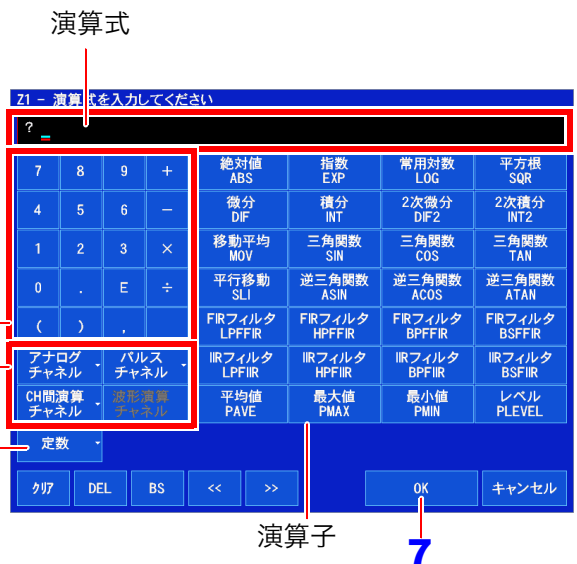 演算式
Z1 - 演算式を入力してください
?
7 8 9 + 絶対値 指数 常用対数 平方根
ABS EXP LOG SQR
4 5 6 － 微分 積分 2次微分 2次積分
DIF INT DIF2 INT2
1 2 3 × 移動平均 三角関数 三角関数 三角関数
MOV SIN COS TAN
0 . E ÷ 平行移動 逆三角関数 逆三角関数 逆三角関数
SLI ASIN ACOS ATAN
( ) , FIRフィルタ FIRフィルタ FIRフィルタ FIRフィルタ
LPFFIR HPFFIR BPFFIR BSFFIR
アナログ パルス IIRフィルタ IIRフィルタ IIRフィルタ IIRフィルタ
チャネル チャネル LPFIIR HPFIIR BPFIIR BSFIIR
CH間演算 波形演算 平均値 最大値 最小値 レベル
チャネル チャネル PAVE PMAX PMIN PLEVEL
定数
クリア DEL BS << >> OK キャンセル
演算子
7